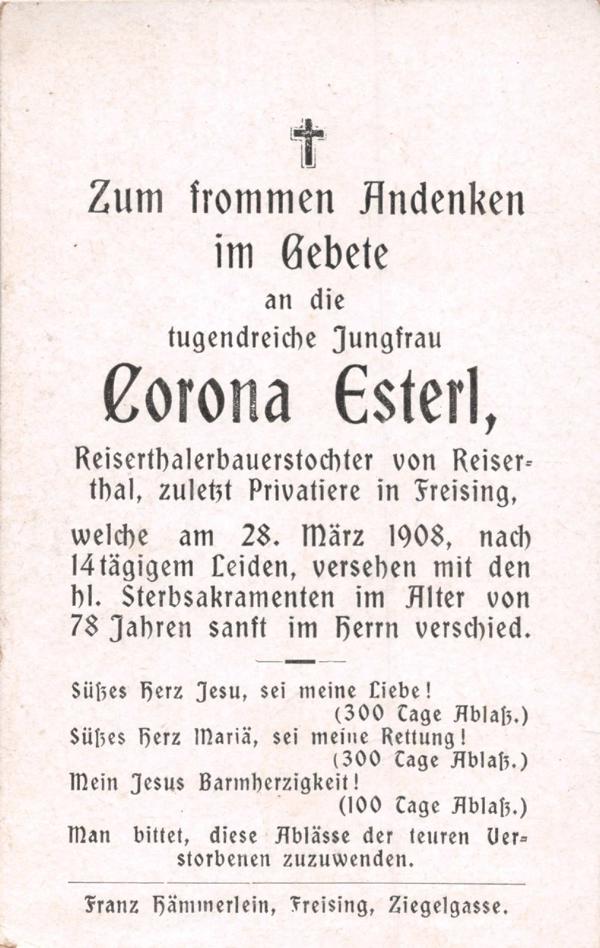 Zum frommen Andenken
im Gebete
an die
tugendreiche Jungfrau
Corona Esterl,
Reiserthalerbauerstochter von Reiser=
thal, zuletzt Privatiere in Freising,
welche am 28. März 1908, nach
14tägigem Leiden, versehen mit den
hl. Sterbsakramenten im Alter von
78 Jahren sanft im Herrn verschied.
Süßes Herz Jesu, sei meine Liebe!
(300 Tage Ablaß.)
Süßes Herz Mariä, sei meine Rettung!
(300 Tage Ablaß.)
Mein Jesus Barmherzigkeit!
(100 Tage Ablaß.)
Man bittet, diese Ablässe der teuren Ver=
storbenen zuzuwenden.
Franz Hämmerlein, Freising, Ziegelgasse.